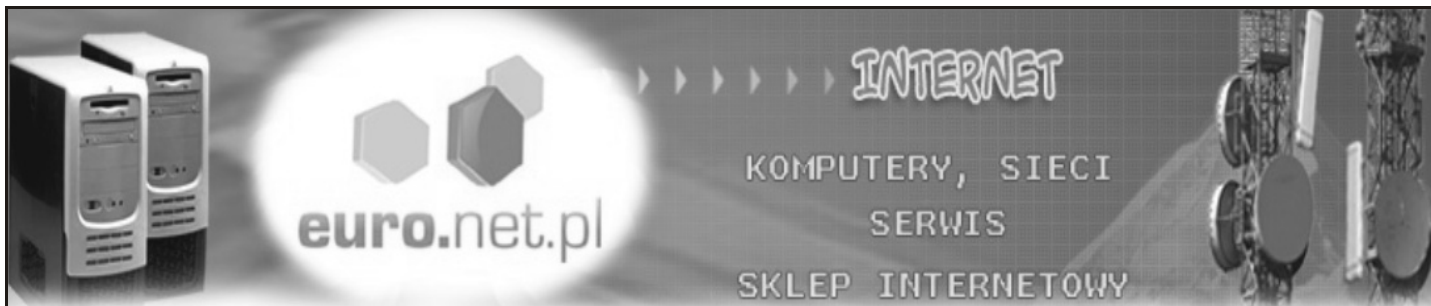 euro.net.pl
INTERNET
KOMPUTERY, SIECI
SERWIS
SKLEP INTERNETOWY